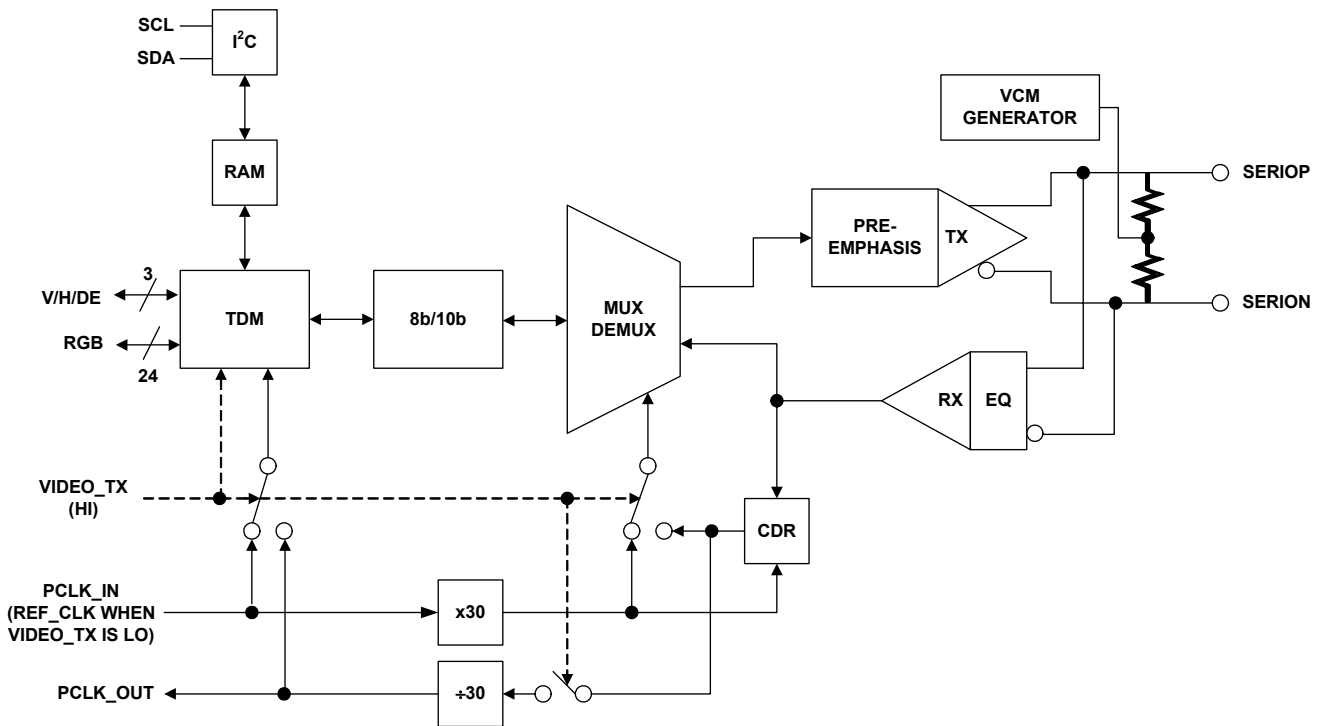 SCL
SDA
I²C
VCM
GENERATOR
RAM
SERIOP
PRE-
EMPHASIS
TX
3
V/H/DE
TDM
8b/10b
MUX
DEMUX
SERION
RGB
24
RX
EQ
VIDEO_TX
(HI)
CDR
PCLK_IN
(REF_CLK WHEN
VIDEO_TX IS LO)
x30
PCLK_OUT
÷30